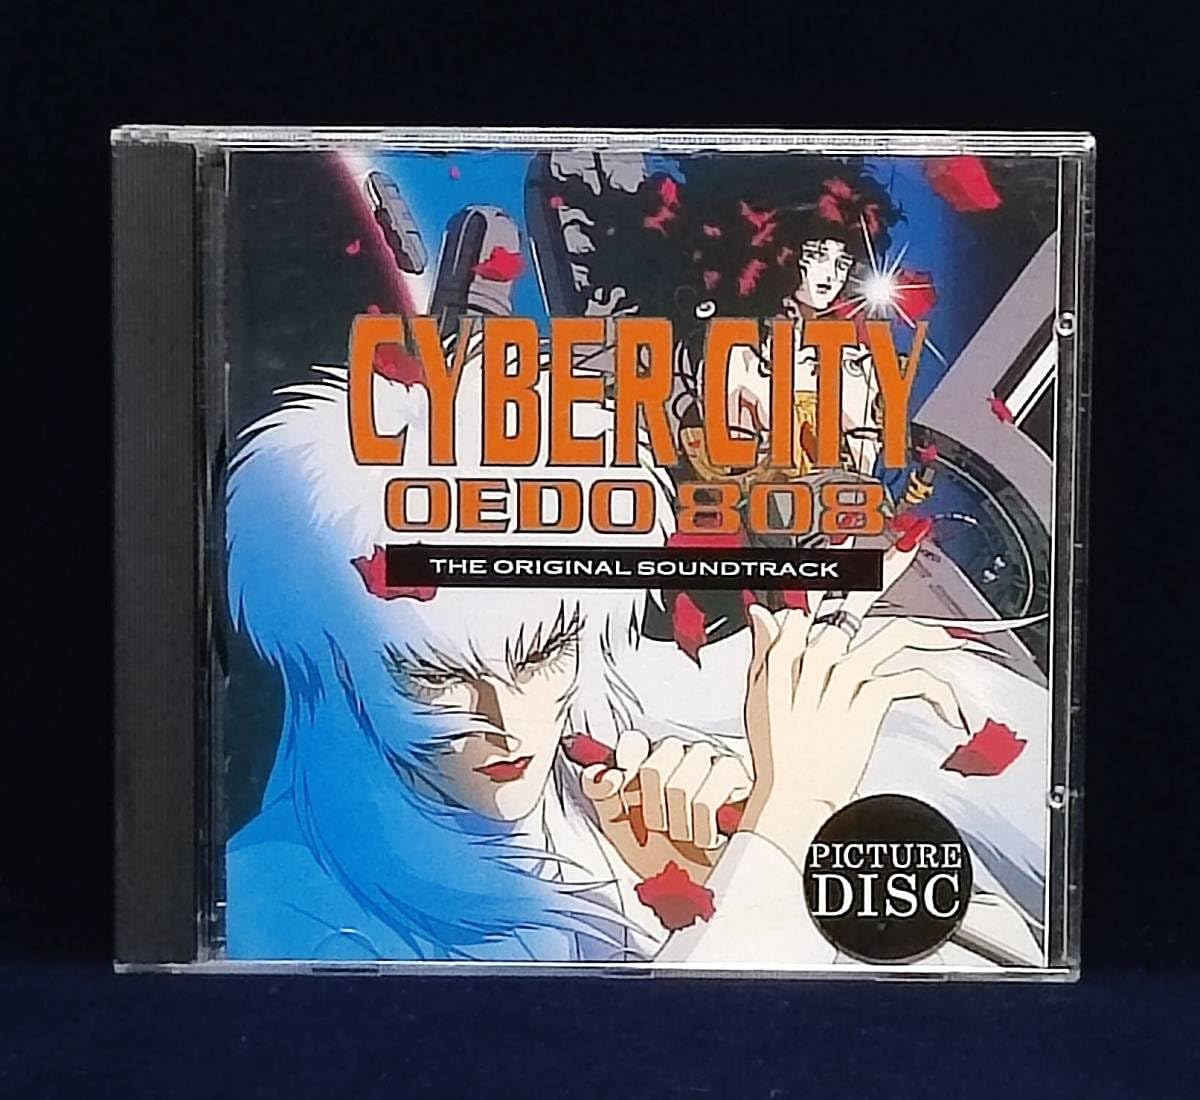 CYBER CITY
OEDO 808
THE ORIGINAL SOUNDTRACK
PICTURE
DISC